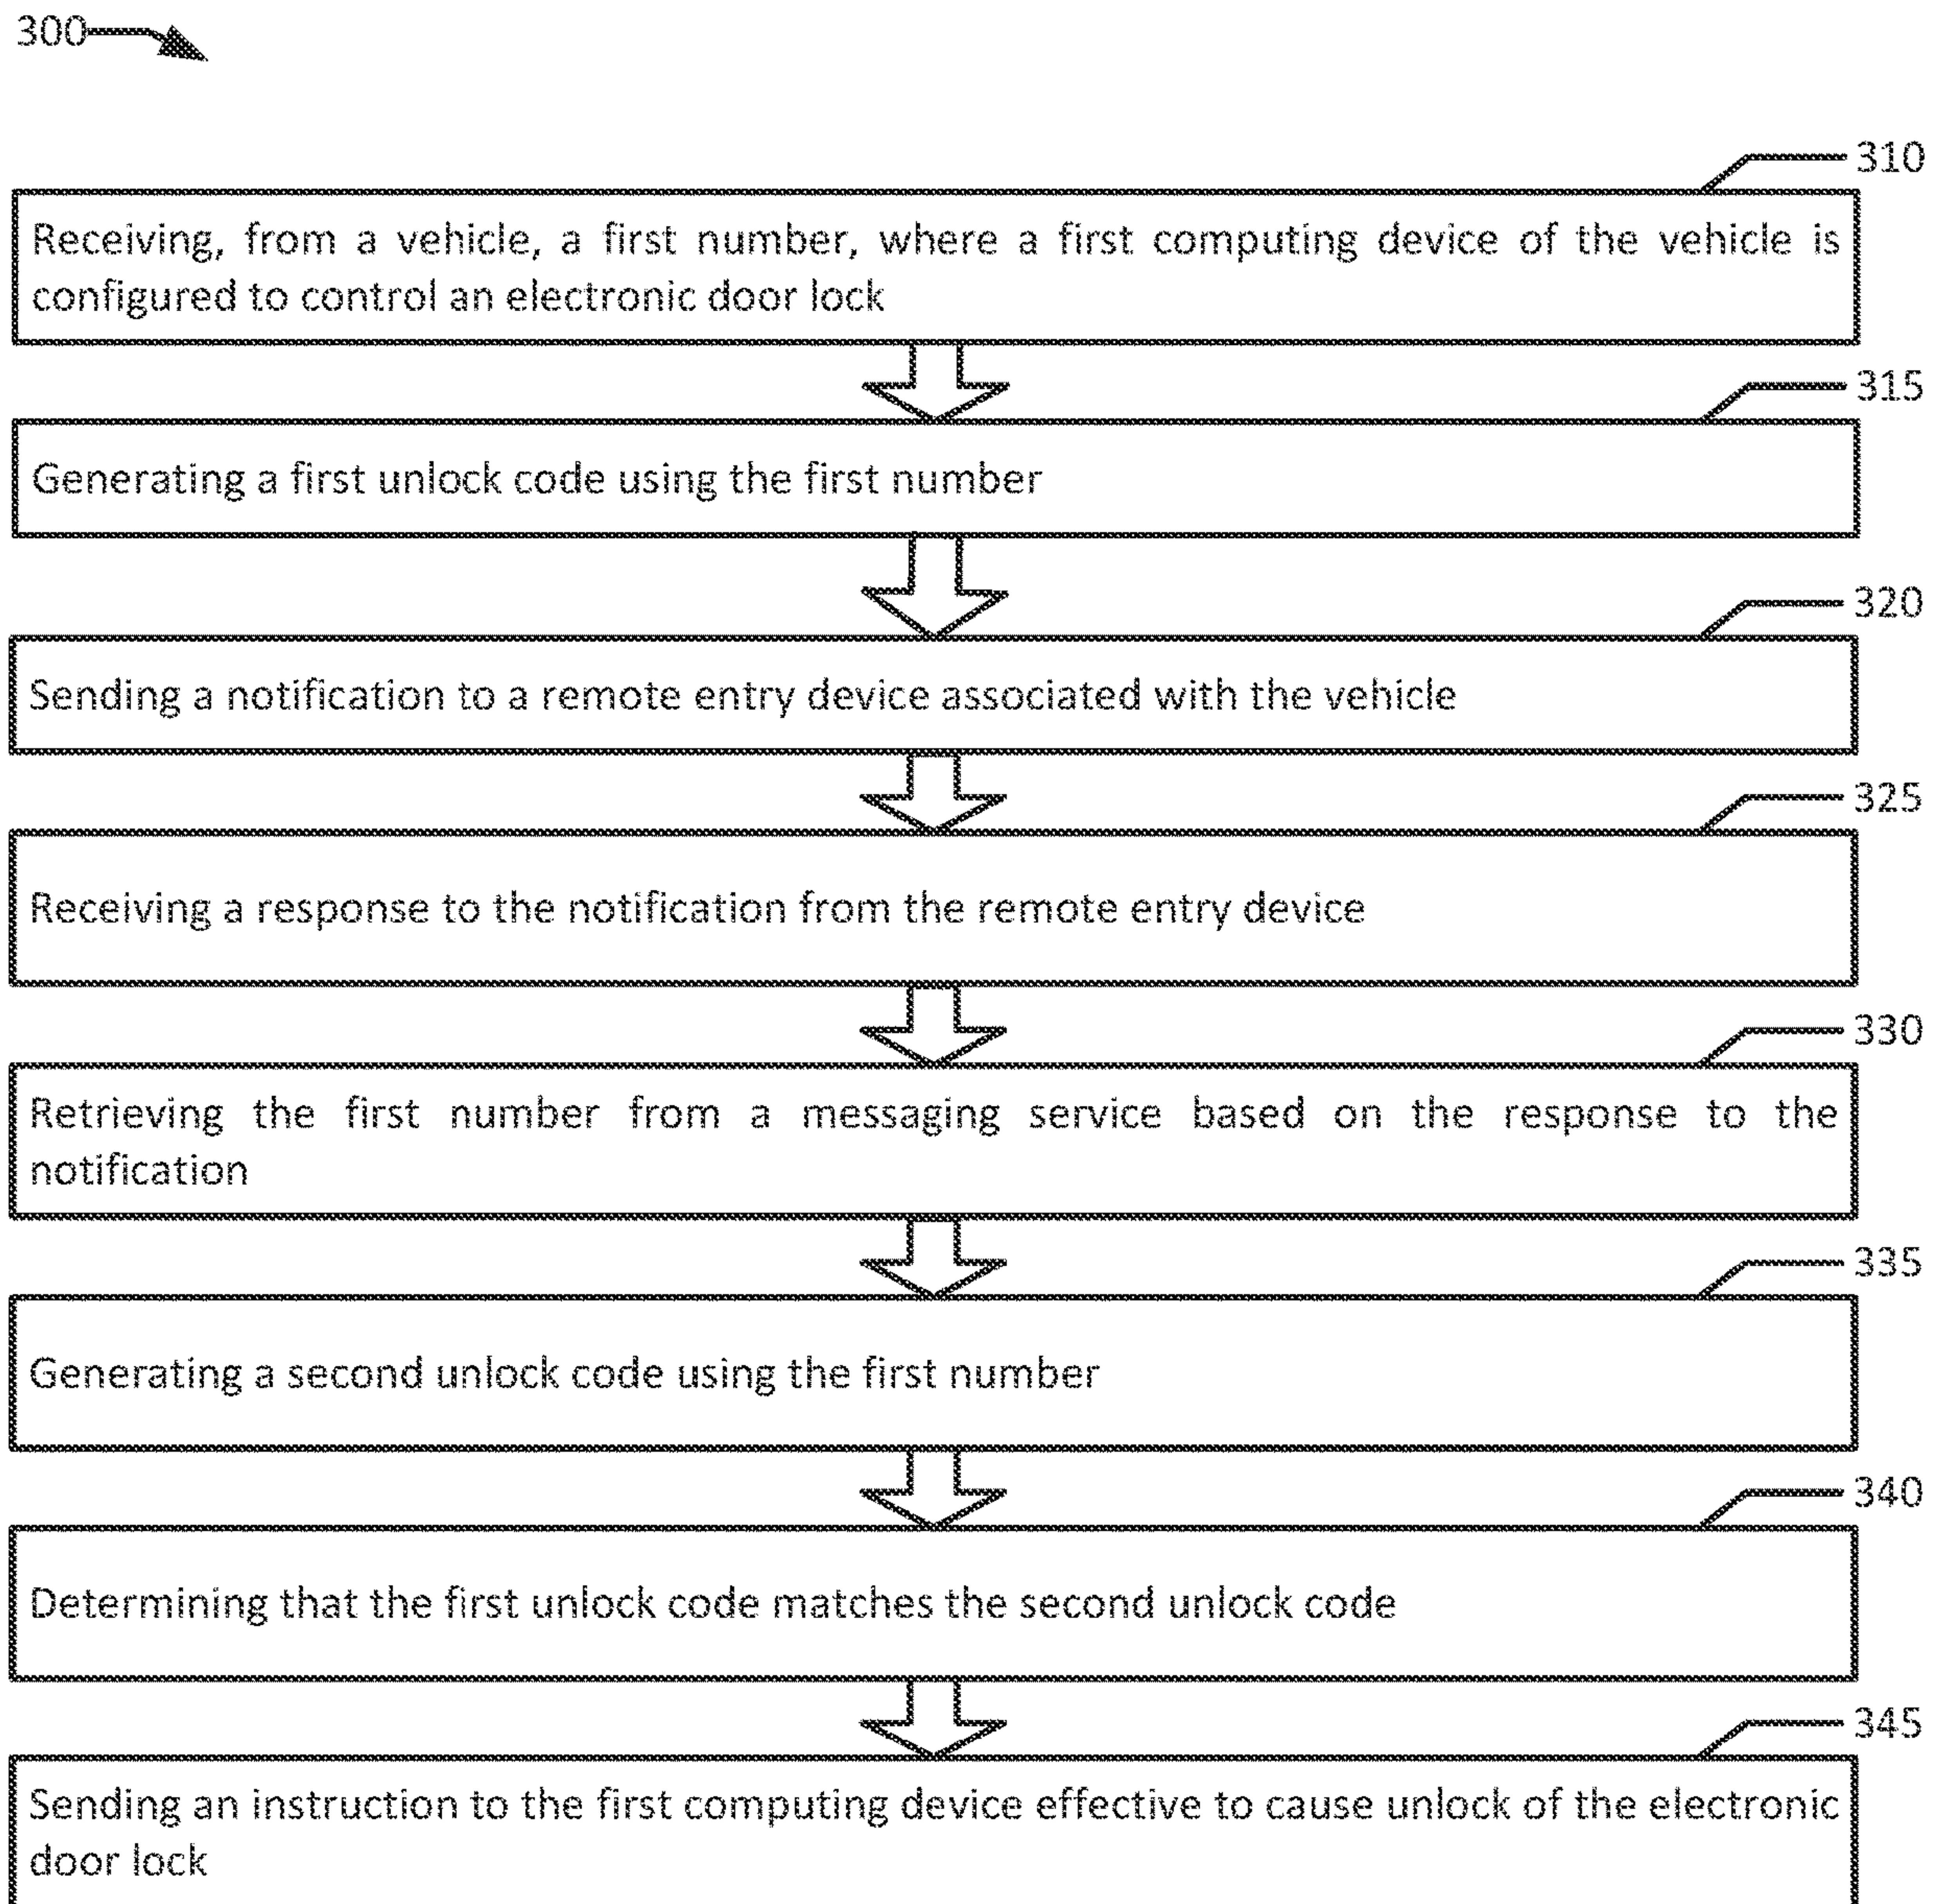 300
310
Receiving, from a vehicle, a first number, where a first computing device of the vehicle is
configured to control an electronic door lock
315
Generating a first unlock code using the first number
320
Sending a notification to a remote entry device associated with the vehicle
325
Receiving a response to the notification from the remote entry device
330
Retrieving the first number from a messaging service based on the response to the
notification
335
Generating a second unlock code using the first number
340
Determining that the first unlock code matches the second unlock code
345
Sending an instruction to the first computing device effective to cause unlock of the electronic
door lock